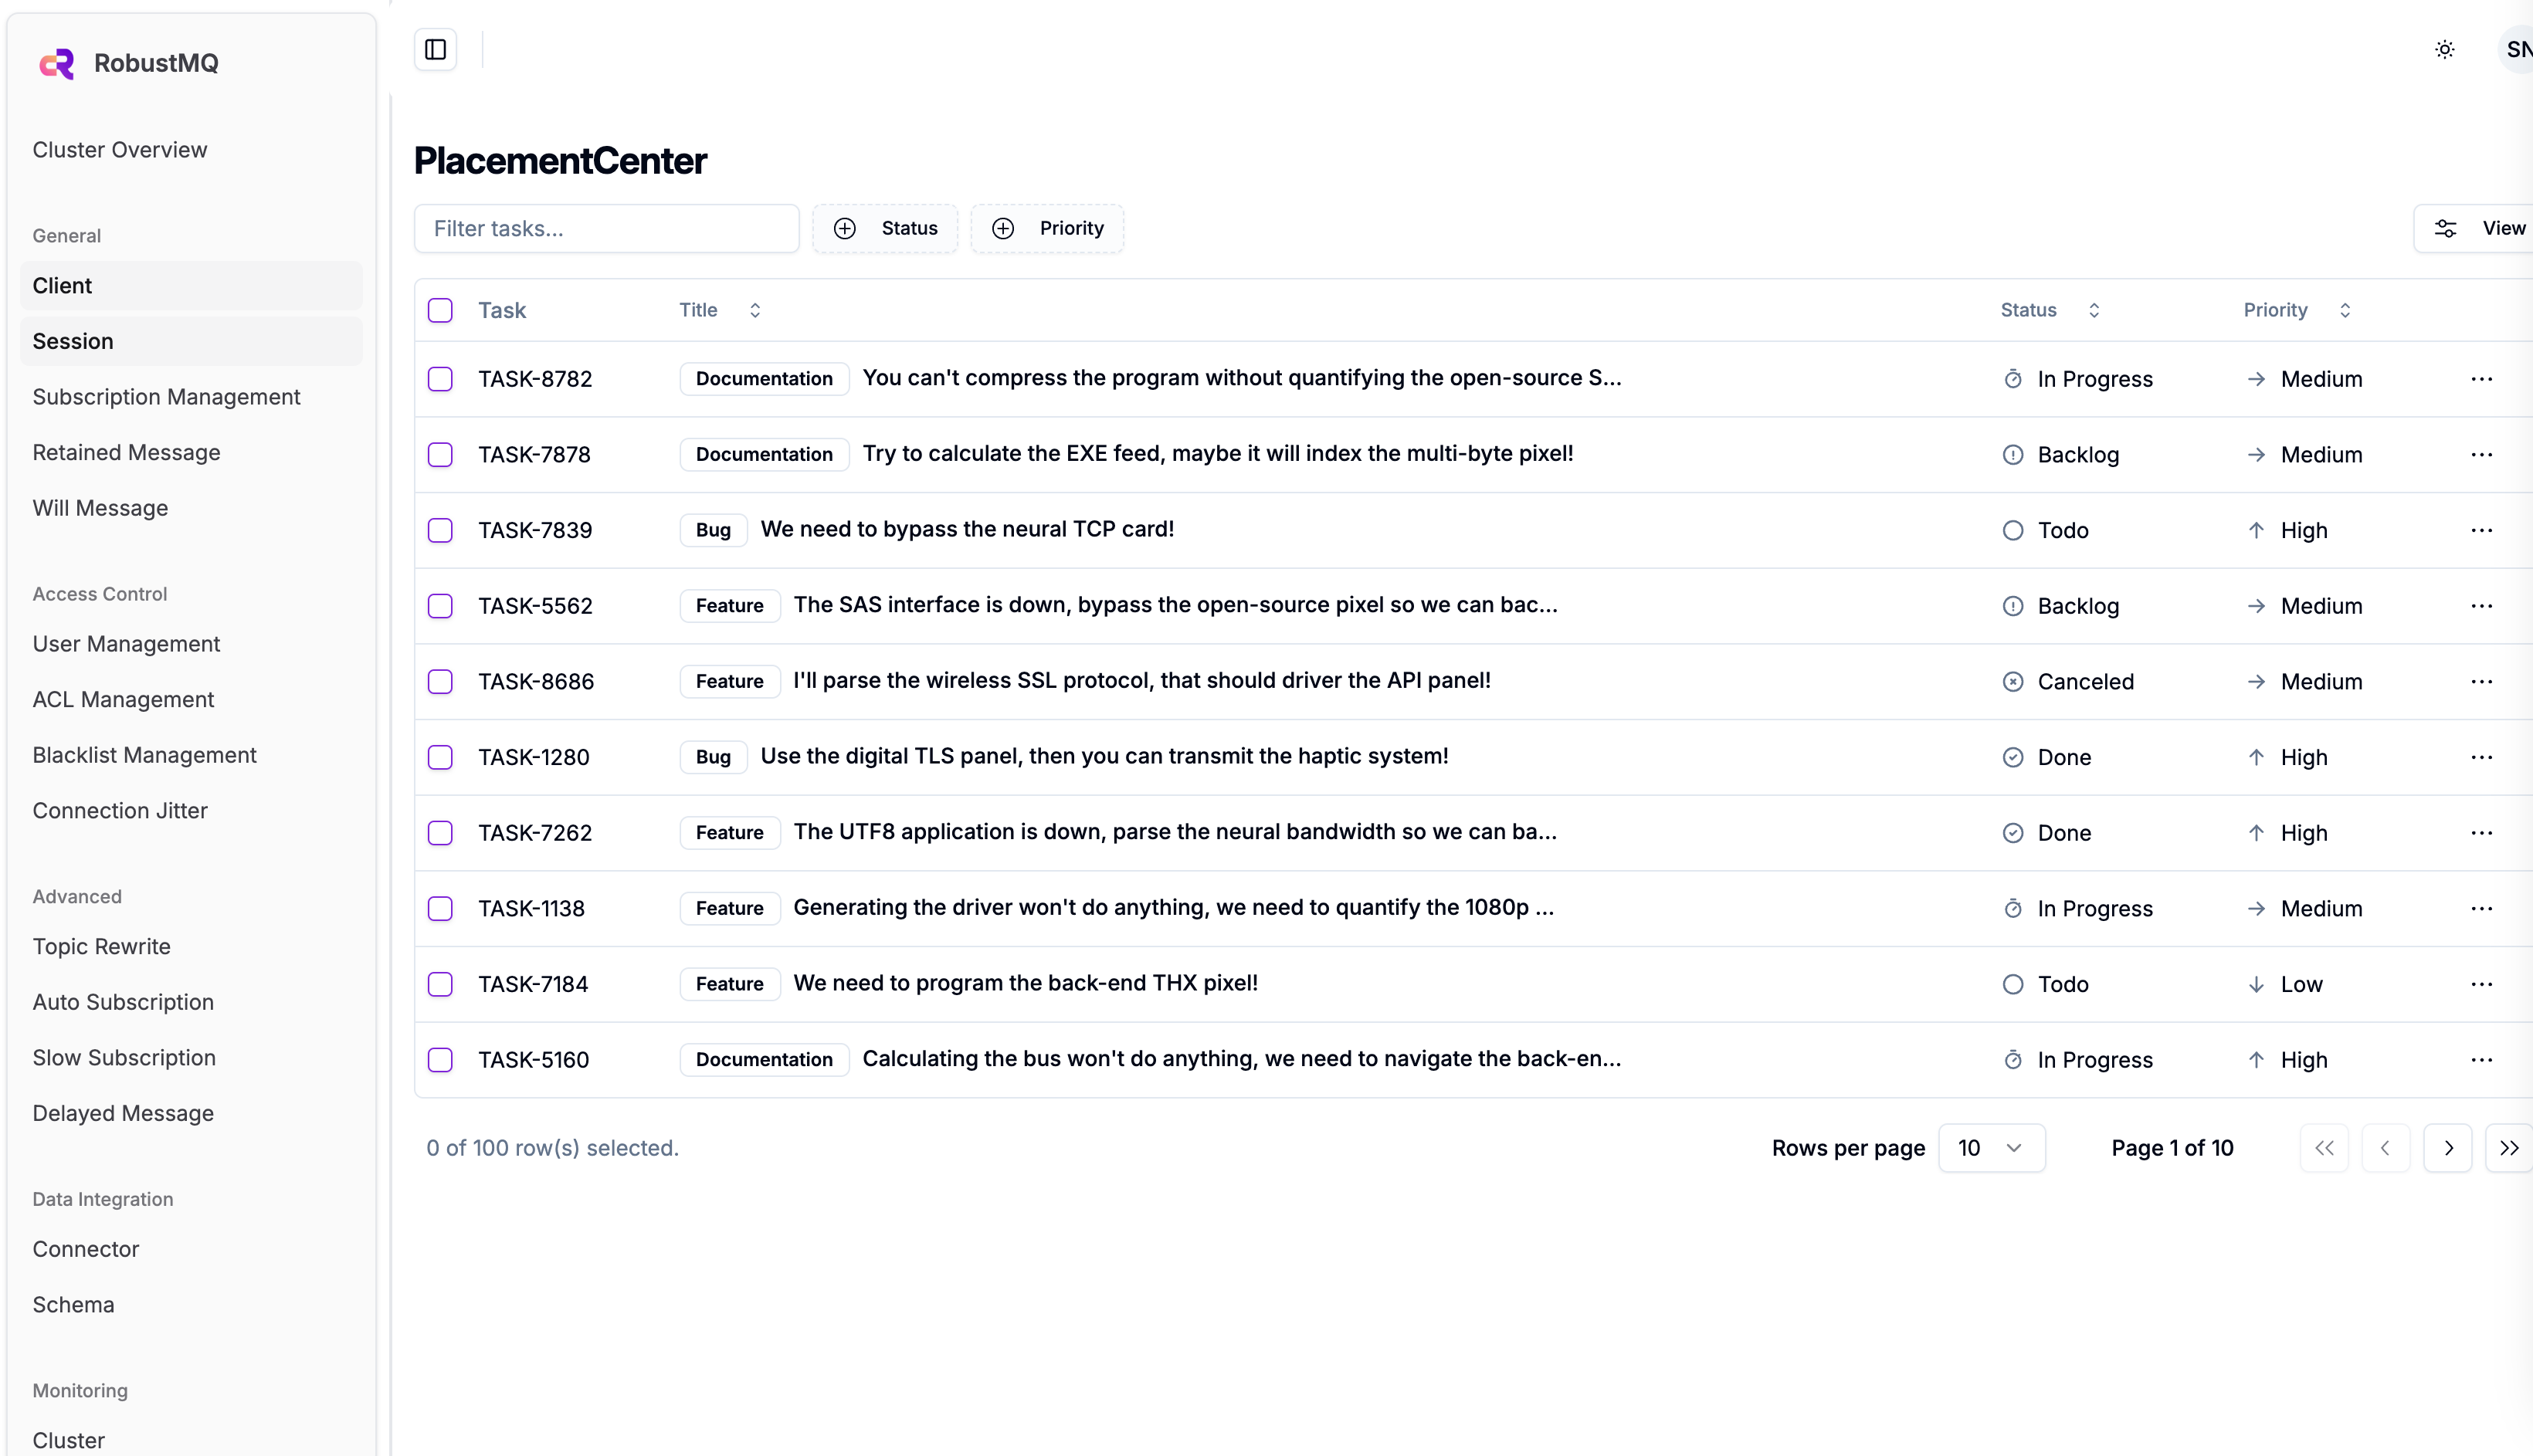 RobustMQ
Cluster Overview
General
Client
Session
Subscription Management
Retained Message
Will Message
Access Control
User Management
ACL Management
Blacklist Management
Connection Jitter
Advanced
Topic Rewrite
Auto Subscription
Slow Subscription
Delayed Message
Data Integration
Connector
Schema
Monitoring
Cluster
SN
PlacementCenter
Filter tasks...
Status
Priority
View
Task Title Status Priority
TASK-8782 Documentation You can't compress the program without quantifying the open-source S... In Progress Medium
TASK-7878 Documentation Try to calculate the EXE feed, maybe it will index the multi-byte pixel! Backlog Medium
TASK-7839 Bug We need to bypass the neural TCP card! Todo High
TASK-5562 Feature The SAS interface is down, bypass the open-source pixel so we can bac... Backlog Medium
TASK-8686 Feature I'll parse the wireless SSL protocol, that should driver the API panel! Canceled Medium
TASK-1280 Bug Use the digital TLS panel, then you can transmit the haptic system! Done High
TASK-7262 Feature The UTF8 application is down, parse the neural bandwidth so we can ba... Done High
TASK-1138 Feature Generating the driver won't do anything, we need to quantify the 1080p ... In Progress Medium
TASK-7184 Feature We need to program the back-end THX pixel! Todo Low
TASK-5160 Documentation Calculating the bus won't do anything, we need to navigate the back-en... In Progress High
0 of 100 row(s) selected.
Rows per page 10
Page 1 of 10